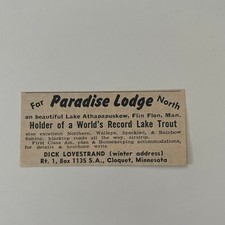 Far Paradise Lodge North
on beautiful Lake Athapapuskow, Flin Flon, Man.
Holder of a World's Record Lake Trout
also excellent Northern, Walleye, Speckled, & Rainbow
fishing, blacktop roads all the way, airstrip.
First Class Am. plan & Housekeeping accommodations,
for details & brochure write
DICK LOVESTRAND (winter address)
Rt. 1, Box 1135 S.A., Cloquet, Minnesota